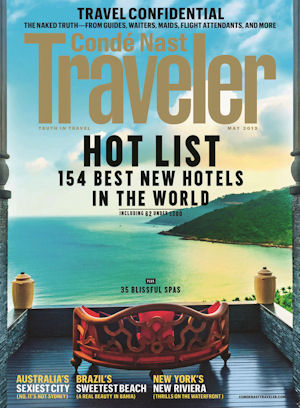 TRAVEL CONFIDENTIAL
THE NAKED TRUTH—FROM GUIDES, WAITERS, MAIDS, FLIGHT ATTENDANTS, AND MORE
Condé Nast
Traveler
TRUTH IN TRAVEL
MAY 2013
HOT LIST
154 BEST NEW HOTELS
IN THE WORLD
INCLUDING 62 UNDER $300
PLUS
35 BLISSFUL SPAS
AUSTRALIA'S
SEXIEST CITY
(NO, IT'S NOT SYDNEY)
BRAZIL'S
SWEETEST BEACH
(A REAL BEAUTY IN BAHIA)
NEW YORK'S
NEW RIVIERA
(THRILLS ON THE WATERFRONT)
CONDENASTTRAVELER.COM